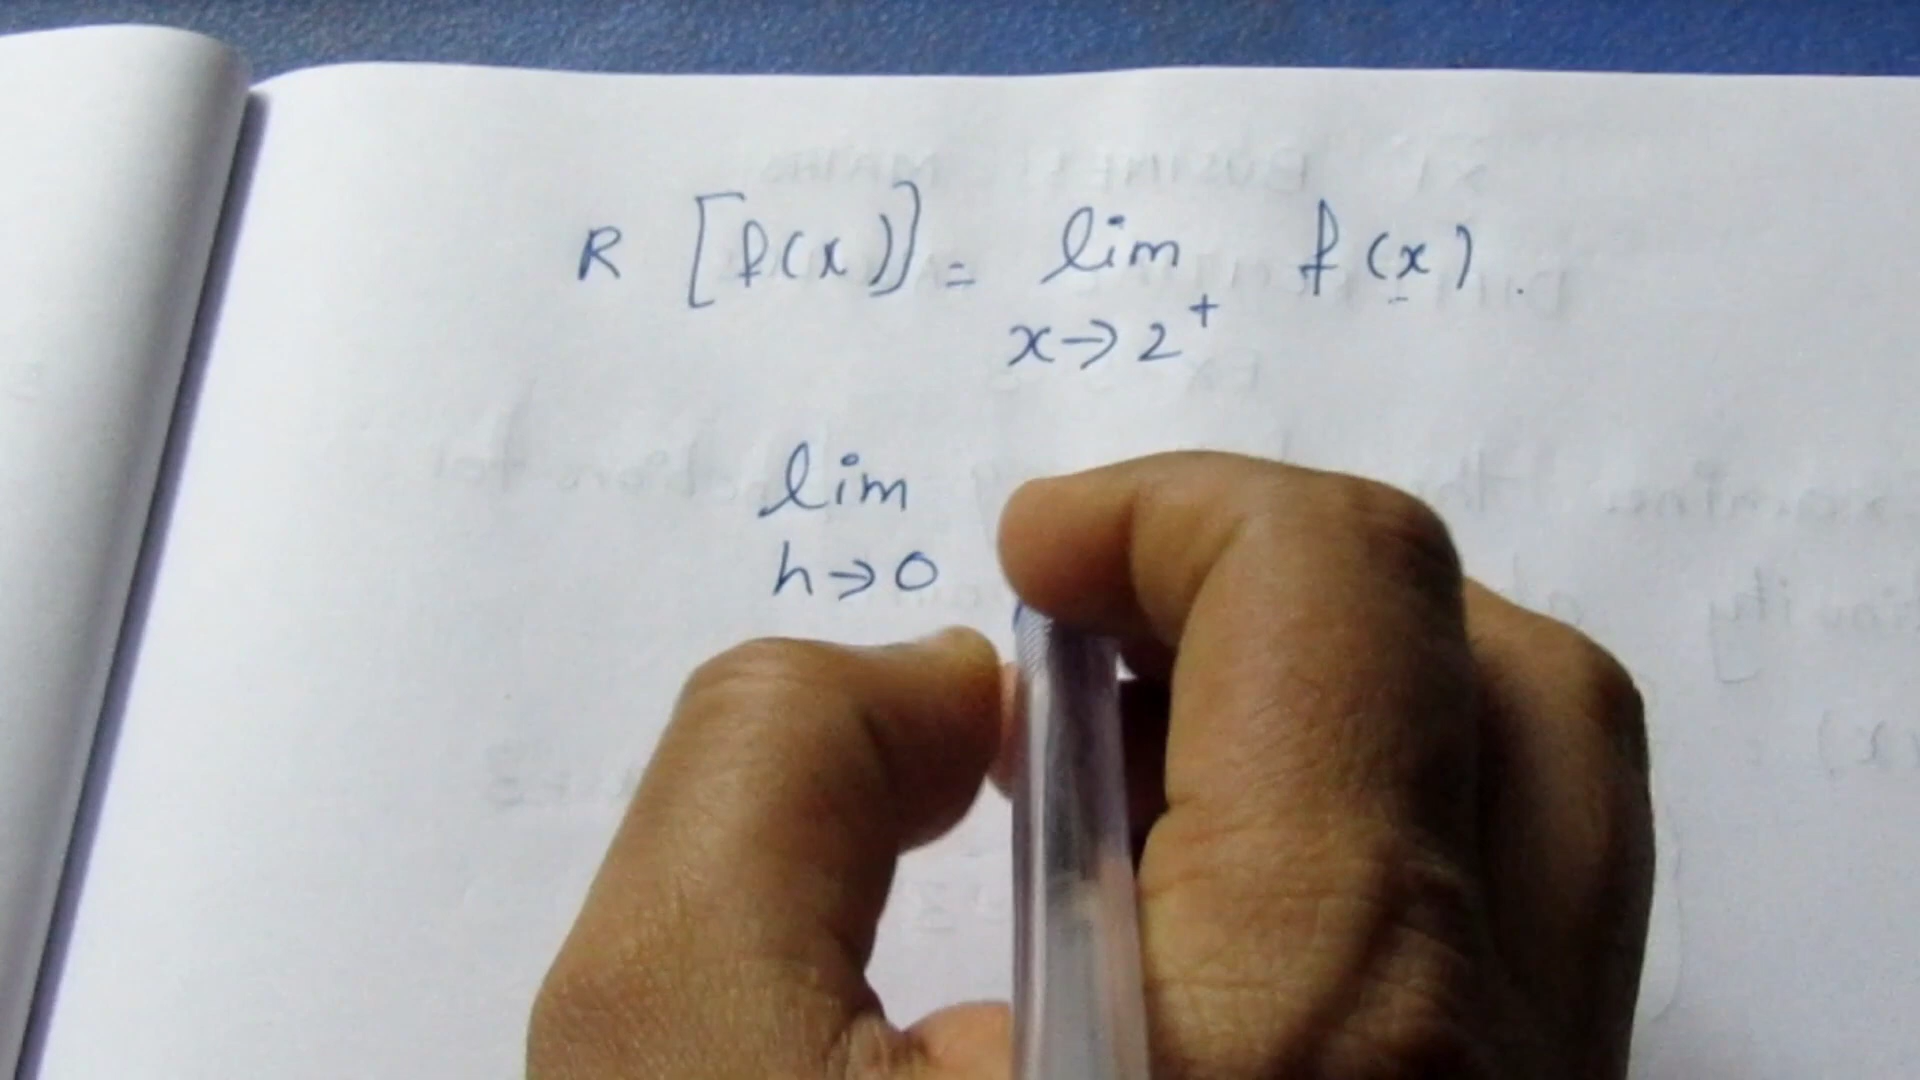 R [f(x)] = lim f(x).
x→2⁺
lim
h→0